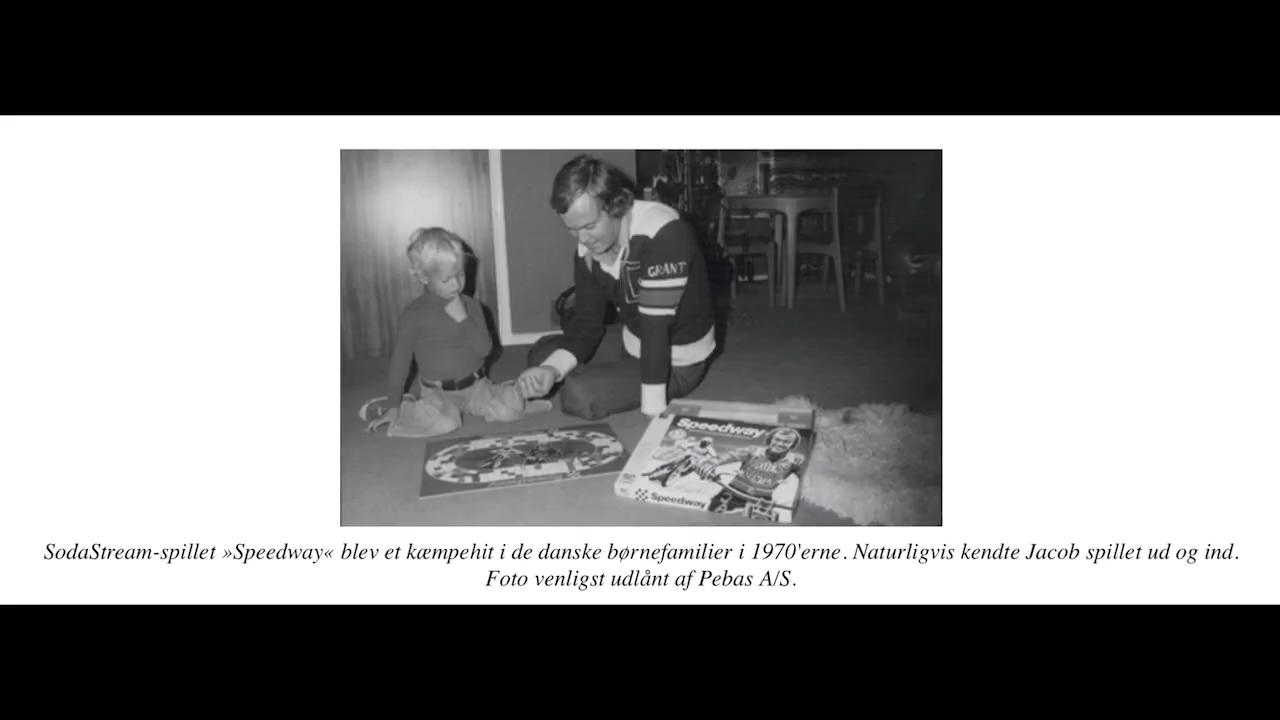 GRANT
Speedway
Speedway
SodaStream-spillet »Speedway« blev et kæmpehit i de danske børnefamilier i 1970'erne. Naturligvis kendte Jacob spillet ud og ind.
Foto venligst udlånt af Pebas A/S.